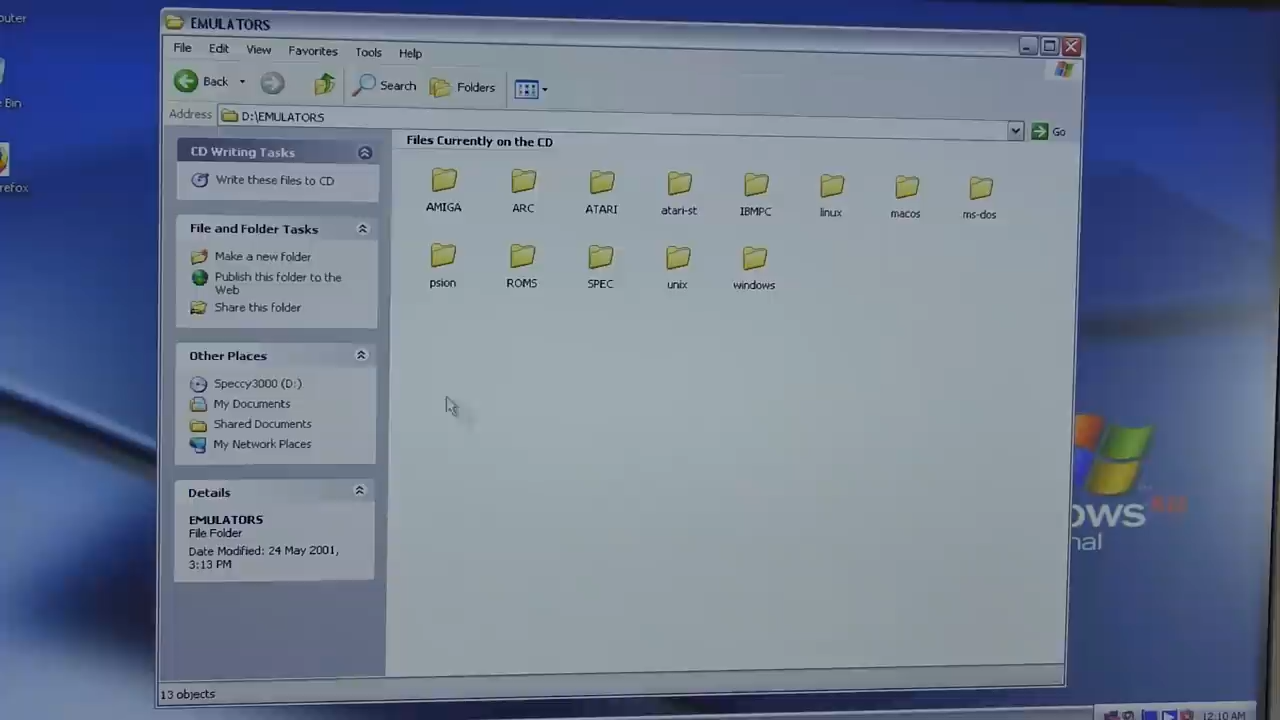 EMULATORS
File Edit View Favorites Tools Help
Back Search Folders
Address D:\EMULATORS Go
CD Writing Tasks
Write these files to CD
File and Folder Tasks
Make a new folder
Publish this folder to the
Web
Share this folder
Other Places
Speccy3000 (D:)
My Documents
Shared Documents
My Network Places
Details
EMULATORS
File Folder
Date Modified: 24 May 2001,
3:13 PM
Files Currently on the CD
AMIGA ARC ATARI atari-st IBMPC linux macos ms-dos
psion ROMS SPEC unix windows
13 objects
Bin
12:10 AM